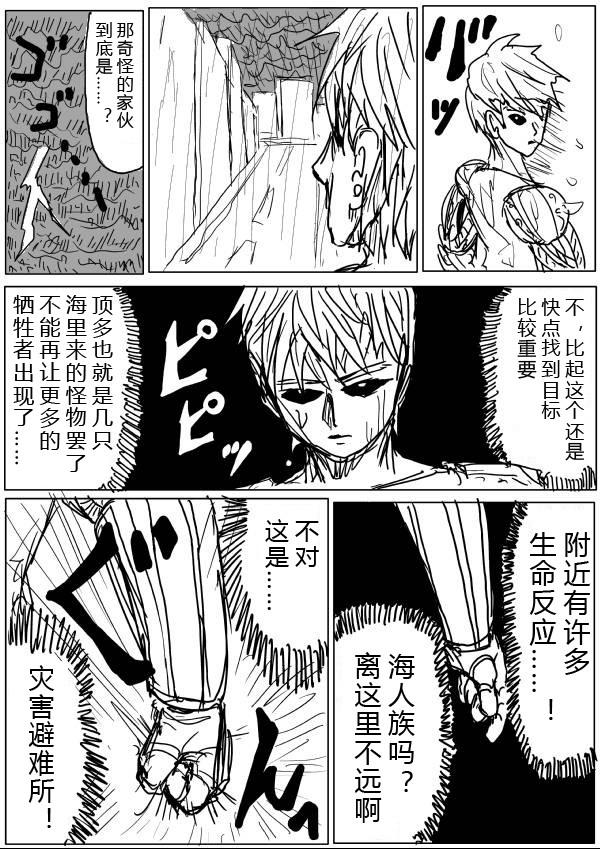 バッ
那奇怪的家伙
到底是……？
ゴゴゴ……
不，比起这个还是
快点找到目标
比较重要
ピピッ
顶多也就是几只
海里来的怪物罢了
不能再让更多的
牺牲者出现了……
附近有许多
生命反应……！
海人族吗？
离这里不远啊
不对
这是……
灾害避难所！